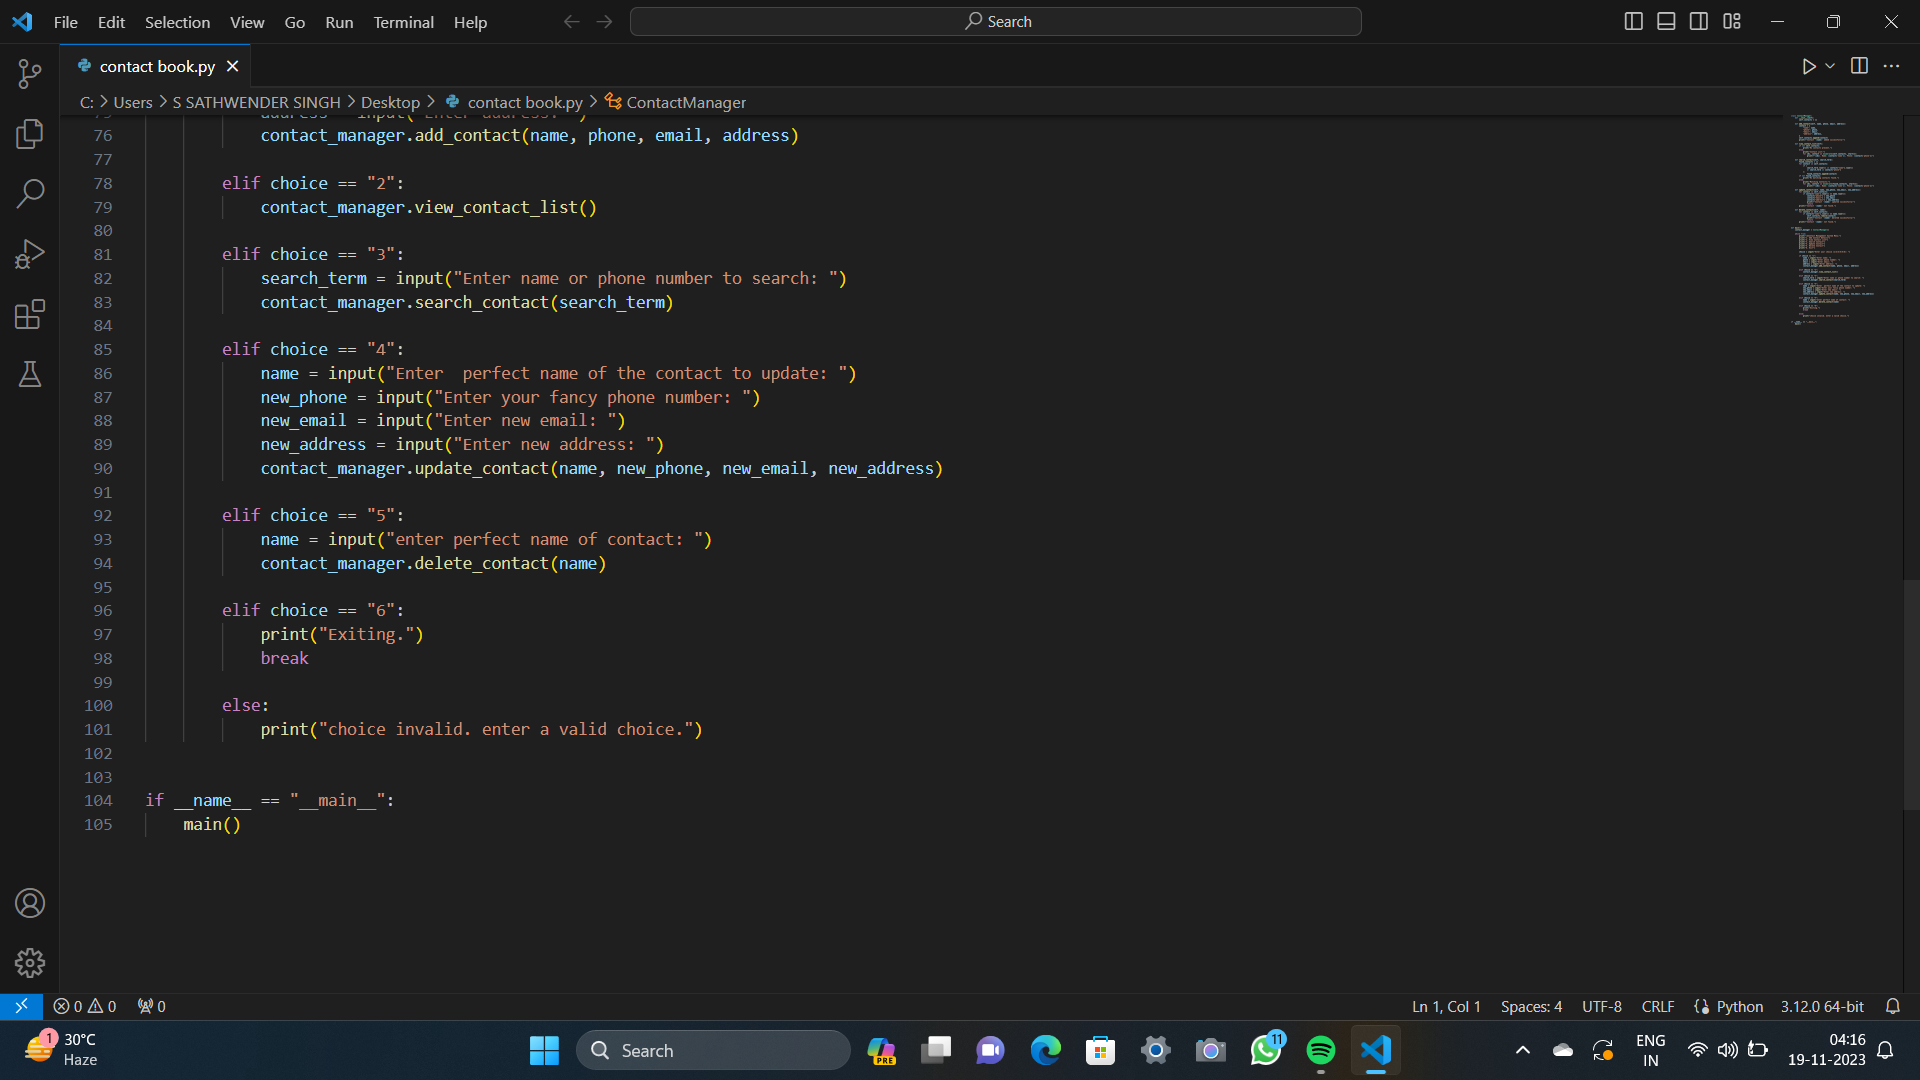 File Edit Selection View Go Run Terminal Help Search
contact book.py
C: Users S SATHWENDER SINGH Desktop contact book.py ContactManager
75 address = input("Enter address: ")
76 contact_manager.add_contact(name, phone, email, address)
77
78 elif choice == "2":
79 contact_manager.view_contact_list()
80
81 elif choice == "3":
82 search_term = input("Enter name or phone number to search: ")
83 contact_manager.search_contact(search_term)
84
85 elif choice == "4":
86 name = input("Enter  perfect name of the contact to update: ")
87 new_phone = input("Enter your fancy phone number: ")
88 new_email = input("Enter new email: ")
89 new_address = input("Enter new address: ")
90 contact_manager.update_contact(name, new_phone, new_email, new_address)
91
92 elif choice == "5":
93 name = input("enter perfect name of contact: ")
94 contact_manager.delete_contact(name)
95
96 elif choice == "6":
97 print("Exiting.")
98 break
99
100 else:
101 print("choice invalid. enter a valid choice.")
102
103
104 if __name__ == "__main__":
105 main()
0 0 0 Ln 1, Col 1 Spaces: 4 UTF-8 CRLF Python 3.12.0 64-bit
1 30°C
Haze
Search
PRE
11
ENG
IN
04:16
19-11-2023